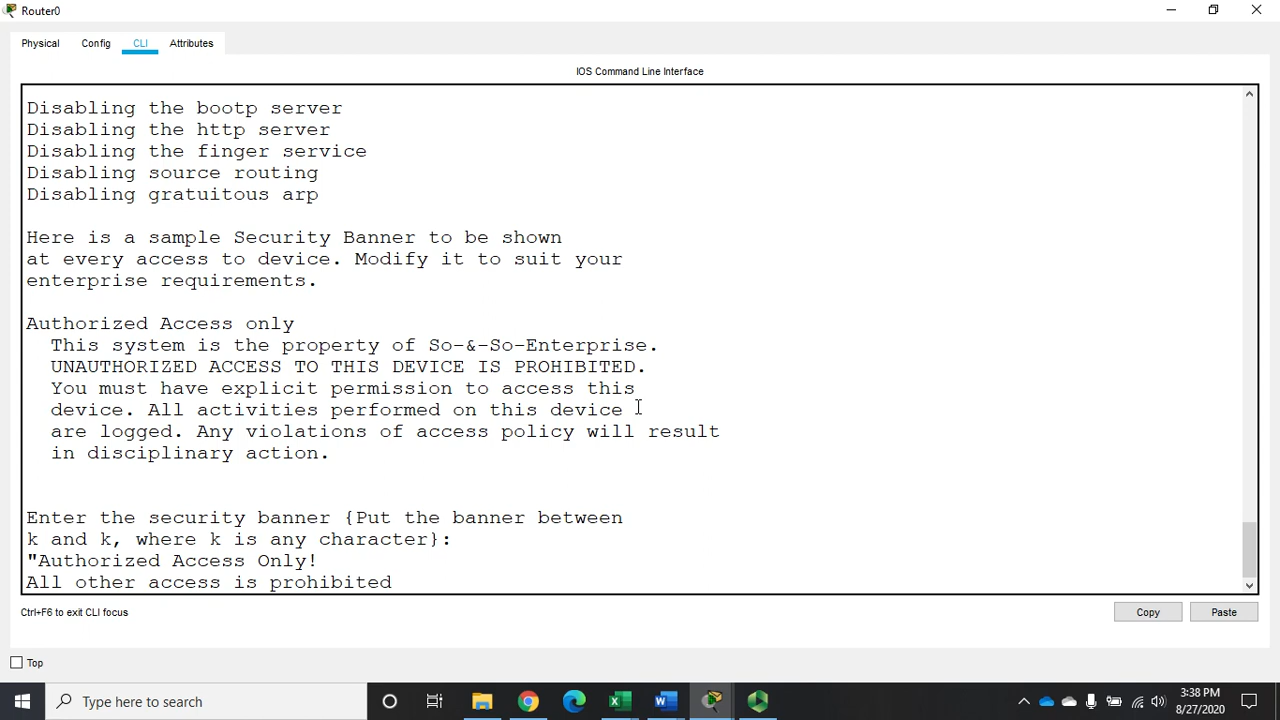 Router0
Physical Config CLI Attributes
IOS Command Line Interface
Disabling the bootp server
Disabling the http server
Disabling the finger service
Disabling source routing
Disabling gratuitous arp
Here is a sample Security Banner to be shown
at every access to device. Modify it to suit your
enterprise requirements.
Authorized Access only
This system is the property of So-&-So-Enterprise.
UNAUTHORIZED ACCESS TO THIS DEVICE IS PROHIBITED.
You must have explicit permission to access this
device. All activities performed on this device
are logged. Any violations of access policy will result
in disciplinary action.
Enter the security banner {Put the banner between
k and k, where k is any character}:
"Authorized Access Only!
All other access is prohibited
Ctrl+F6 to exit CLI focus
Copy Paste
Top
Type here to search
3:38 PM
8/27/2020